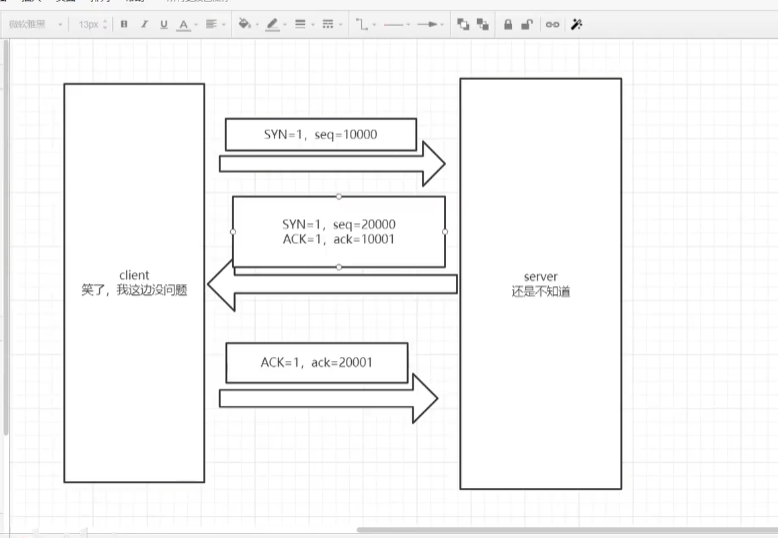 微软雅黑
13px
B
I
U
A
SYN=1, seq=10000
SYN=1, seq=20000
ACK=1, ack=10001
client
笑了，我这边没问题
server
还是不知道
ACK=1, ack=20001